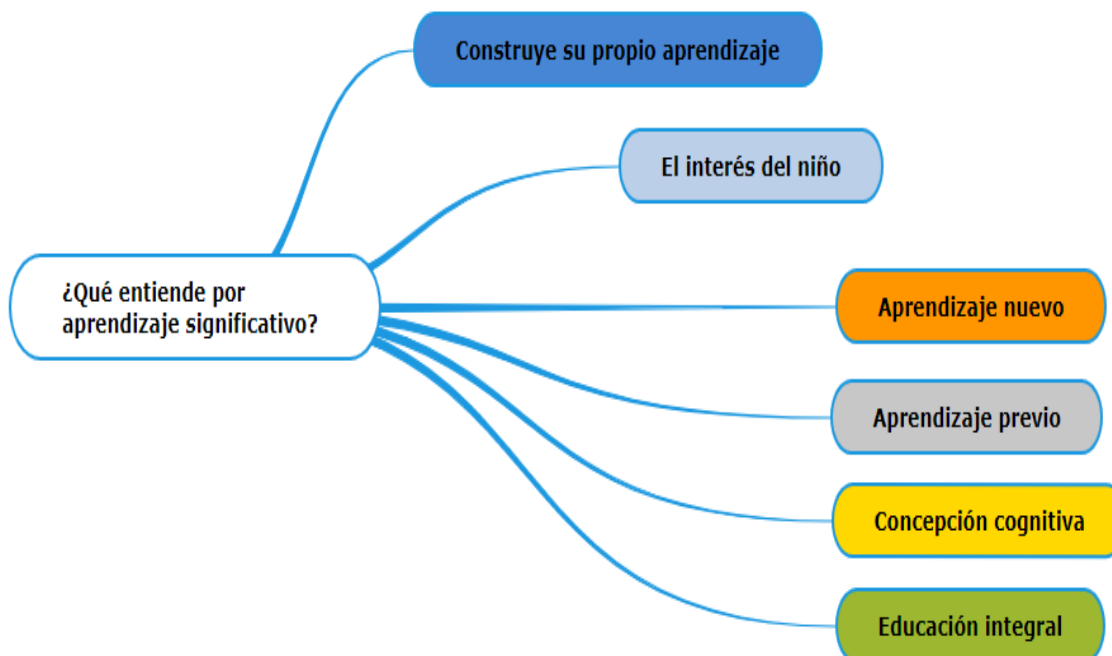 Construye su propio aprendizaje
El interés del niño
¿Qué entiende por
aprendizaje significativo?
Aprendizaje nuevo
Aprendizaje previo
Concepción cognitiva
Educación integral